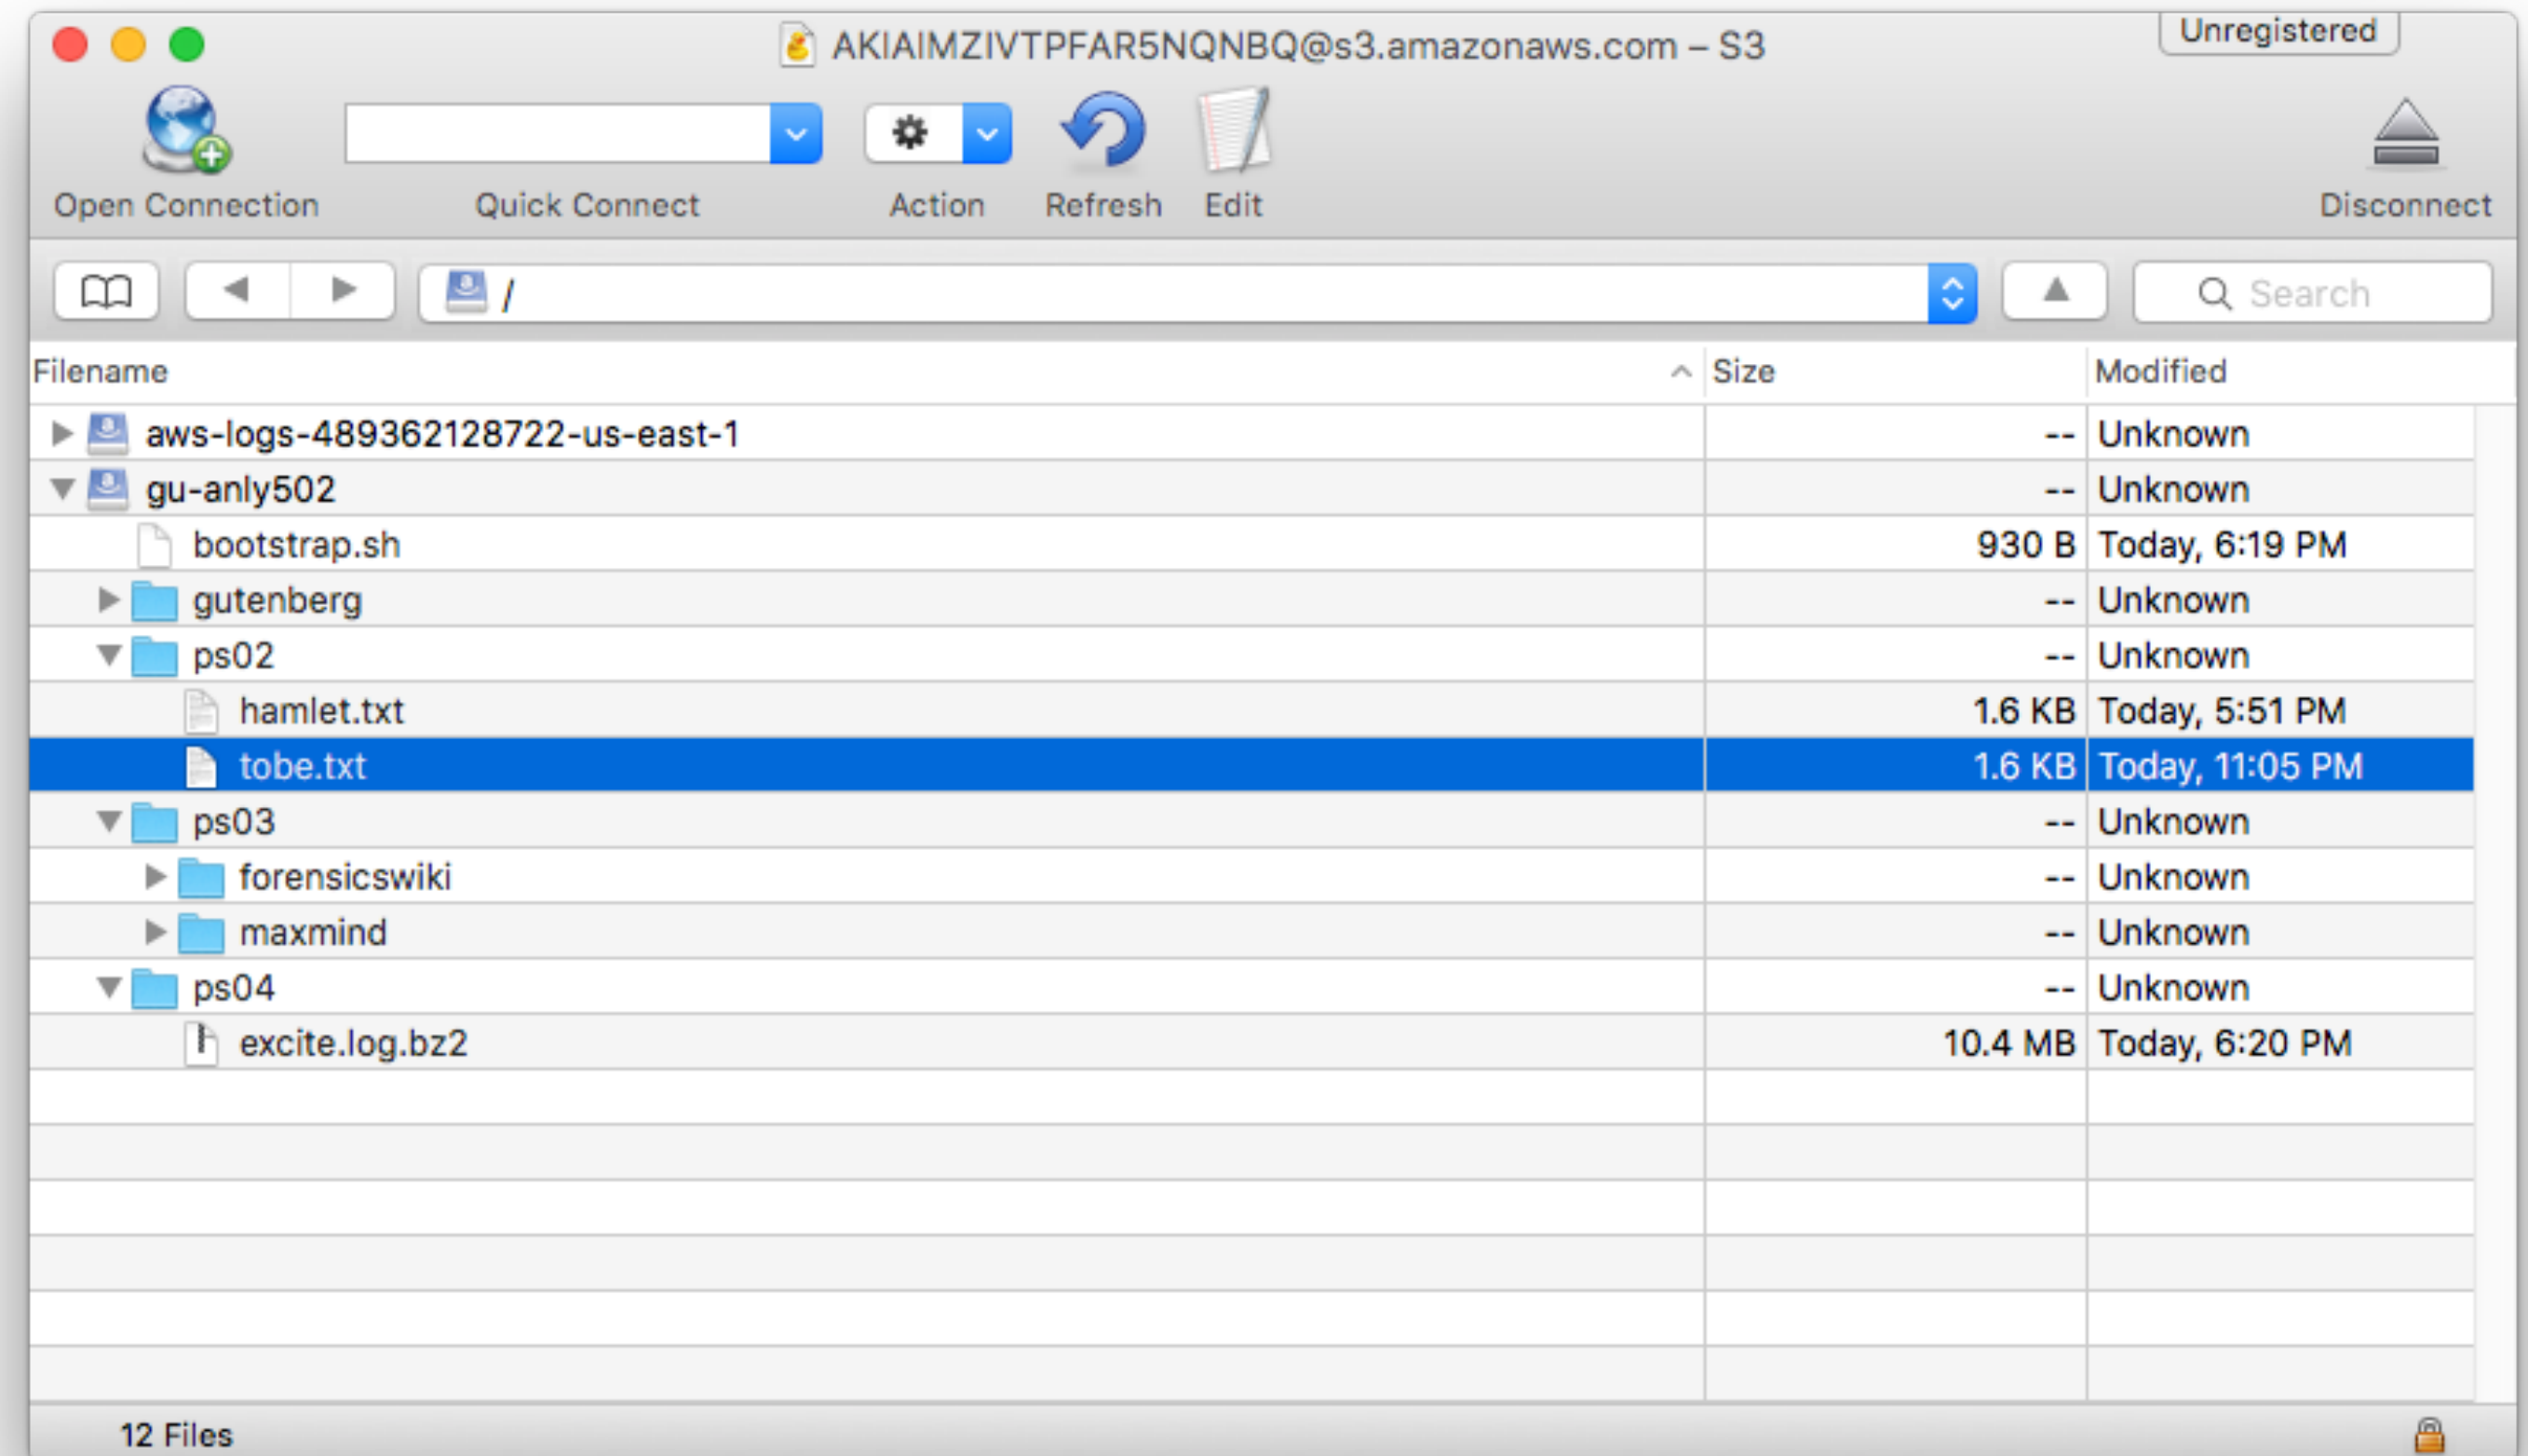 AKIAIMZIVTPFAR5NQNBQ@s3.amazonaws.com – S3
Unregistered
Open Connection Quick Connect Action Refresh Edit Disconnect
/ Search
Filename Size Modified
aws-logs-489362128722-us-east-1 -- Unknown
gu-anly502 -- Unknown
bootstrap.sh 930 B Today, 6:19 PM
gutenberg -- Unknown
ps02 -- Unknown
hamlet.txt 1.6 KB Today, 5:51 PM
tobe.txt 1.6 KB Today, 11:05 PM
ps03 -- Unknown
forensicswiki -- Unknown
maxmind -- Unknown
ps04 -- Unknown
excite.log.bz2 10.4 MB Today, 6:20 PM
12 Files